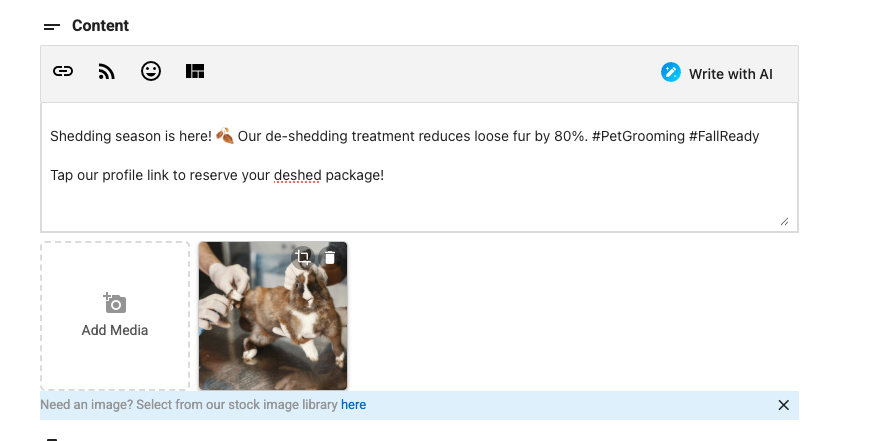 Content
Write with AI
Shedding season is here! 🍂 Our de-shedding treatment reduces loose fur by 80%. #PetGrooming #FallReady
Tap our profile link to reserve your deshed package!
Add Media
Need an image? Select from our stock image library here